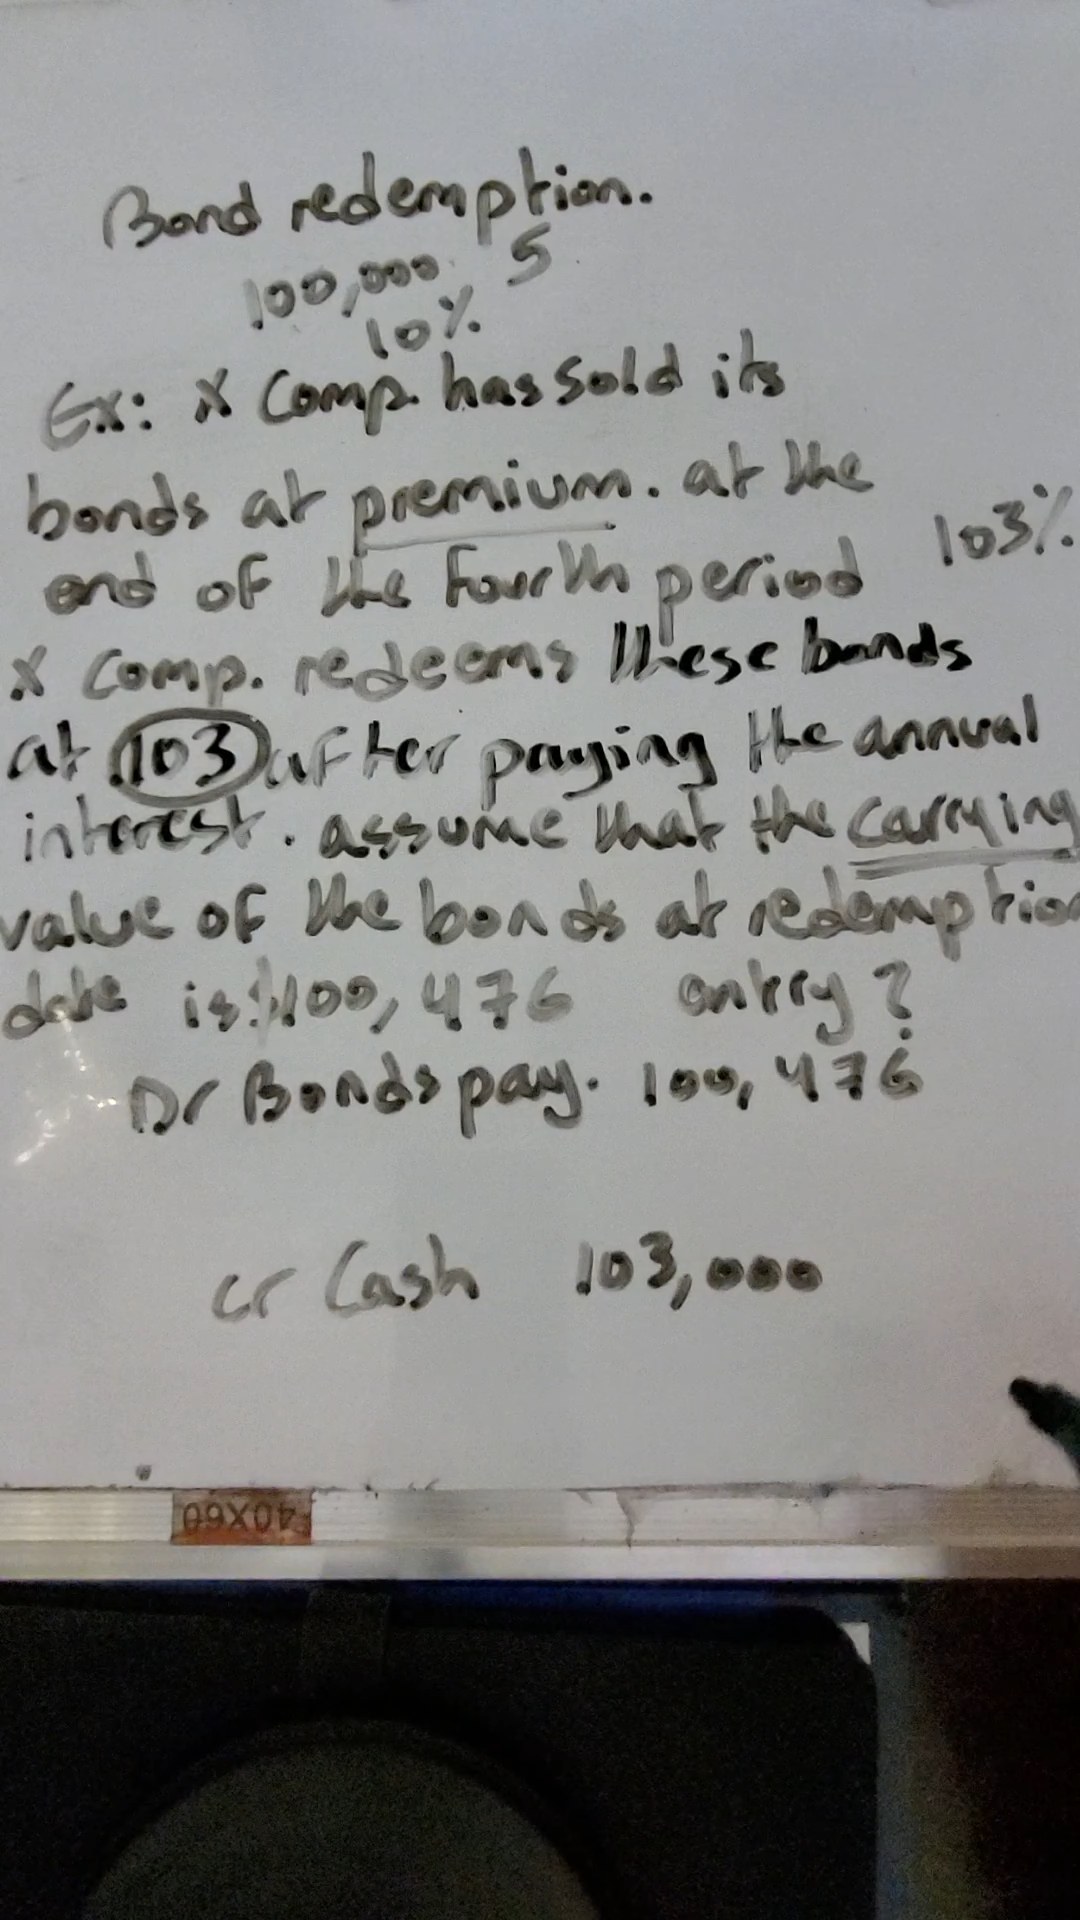 Bond redemption.
100,000, 5
10%
Ex: X Comp. has sold its
bonds at premium. at the
end of the fourth period 103%
X Comp. redeems these bonds
at 103 after paying the annual
interest. assume that the carrying
value of the bonds at redemption
date is $100,476 entry?
Dr Bonds pay. 100,476
cr Cash 103,000
40X60